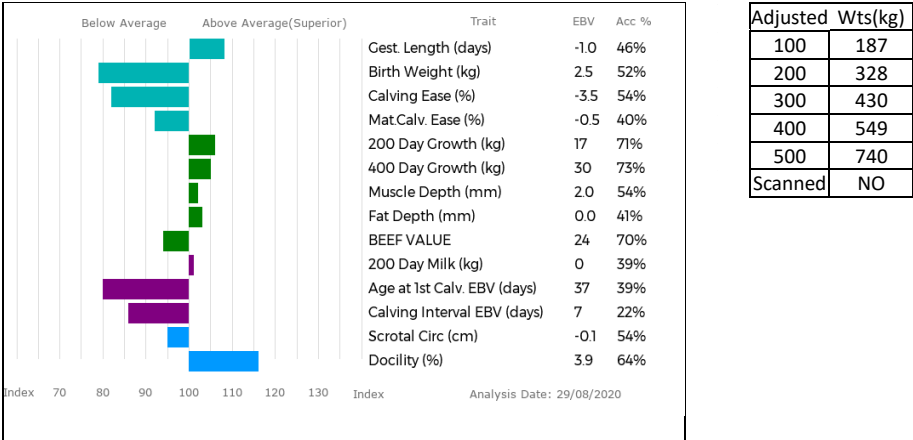 Below Average Above Average(Superior) Trait EBV Acc %
Gest. Length (days) -1.0 46%
Birth Weight (kg) 2.5 52%
Calving Ease (%) -3.5 54%
Mat.Calv. Ease (%) -0.5 40%
200 Day Growth (kg) 17 71%
400 Day Growth (kg) 30 73%
Muscle Depth (mm) 2.0 54%
Fat Depth (mm) 0.0 41%
BEEF VALUE 24 70%
200 Day Milk (kg) 0 39%
Age at 1st Calv. EBV (days) 37 39%
Calving Interval EBV (days) 7 22%
Scrotal Circ (cm) -0.1 54%
Docility (%) 3.9 64%
Index 70 80 90 100 110 120 130 Index Analysis Date: 29/08/2020
Adjusted Wts(kg)
100 187
200 328
300 430
400 549
500 740
Scanned NO